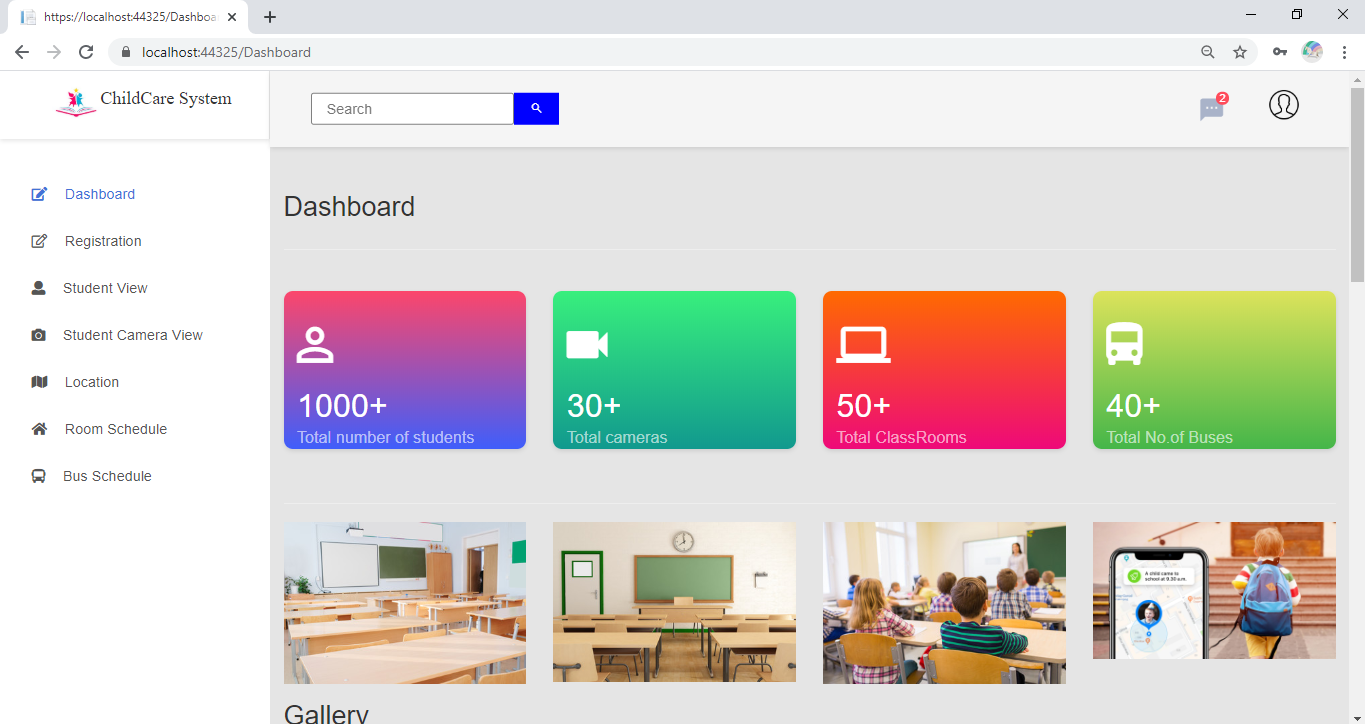 https://localhost:44325/Dashboa
localhost:44325/Dashboard
ChildCare System
Search
2
Dashboard
Registration
Student View
Student Camera View
Location
Room Schedule
Bus Schedule
Dashboard
1000+
Total number of students
30+
Total cameras
50+
Total ClassRooms
40+
Total No.of Buses
A child came to
school at 9.30 a.m.
Gallery